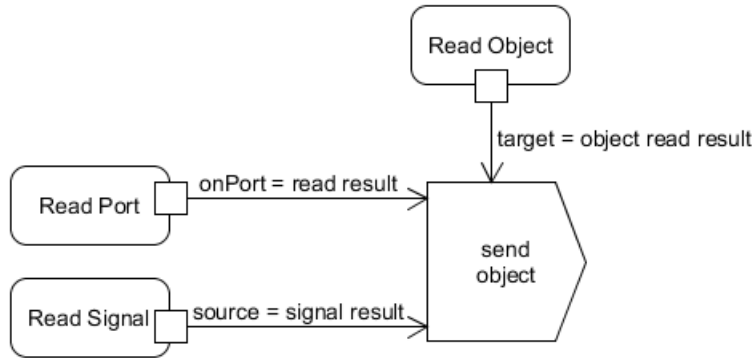 Read Object
target = object read result
onPort = read result
Read Port
send
object
Read Signal
source = signal result